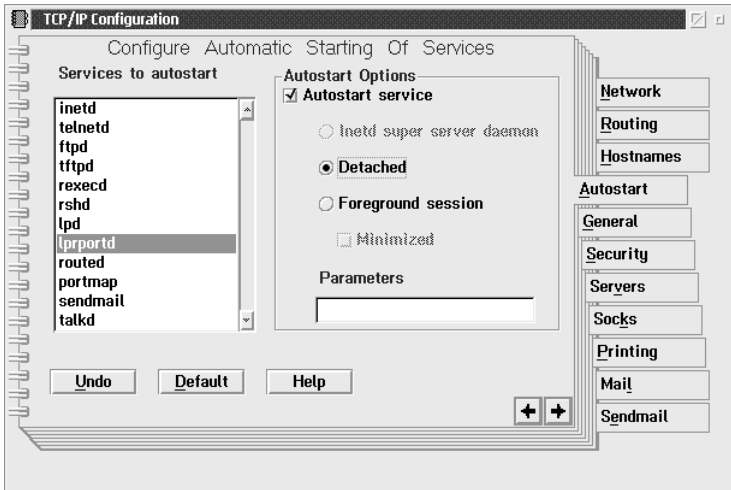 TCP/IP Configuration
Configure Automatic Starting Of Services
Services to autostart
inetd
telnetd
ftpd
tftpd
rexecd
rshd
lpd
lprportd
routed
portmap
sendmail
talkd
Autostart Options
Autostart service
Inetd super server daemon
Detached
Foreground session
Minimized
Parameters
Undo
Default
Help
Network
Routing
Hostnames
Autostart
General
Security
Servers
Socks
Printing
Mail
Sendmail